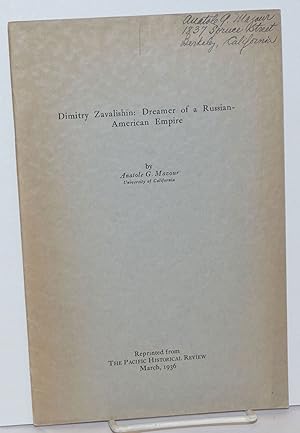 Anatole G. Mazour
1837 Spruce Street
Berkeley, California
Dimitry Zavalishin: Dreamer of a Russian-
American Empire
by
Anatole G. Mazour
University of California
Reprinted from
THE PACIFIC HISTORICAL REVIEW
March, 1936